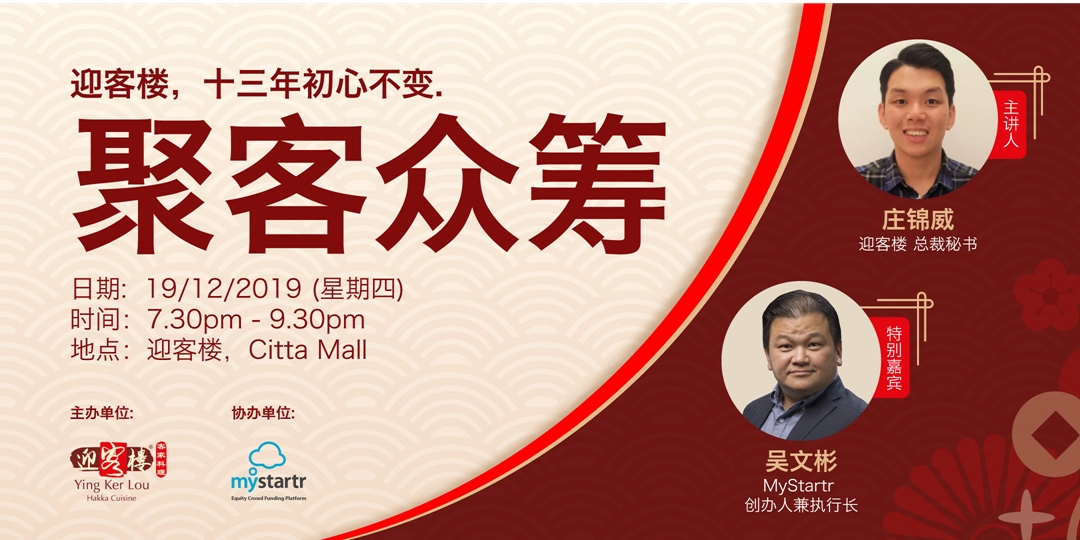 迎客楼，十三年初心不变.
聚客众筹
日期：19/12/2019 (星期四)
时间：7.30pm - 9.30pm
地点：迎客楼，Citta Mall
主办单位:
协办单位:
迎客楼®
客家料理
Ying Ker Lou
Hakka Cuisine
mystartr
Equity Crowd Funding Platform
主讲人
庄锦威
迎客楼 总裁秘书
特别嘉宾
吴文彬
MyStartr
创办人兼执行长